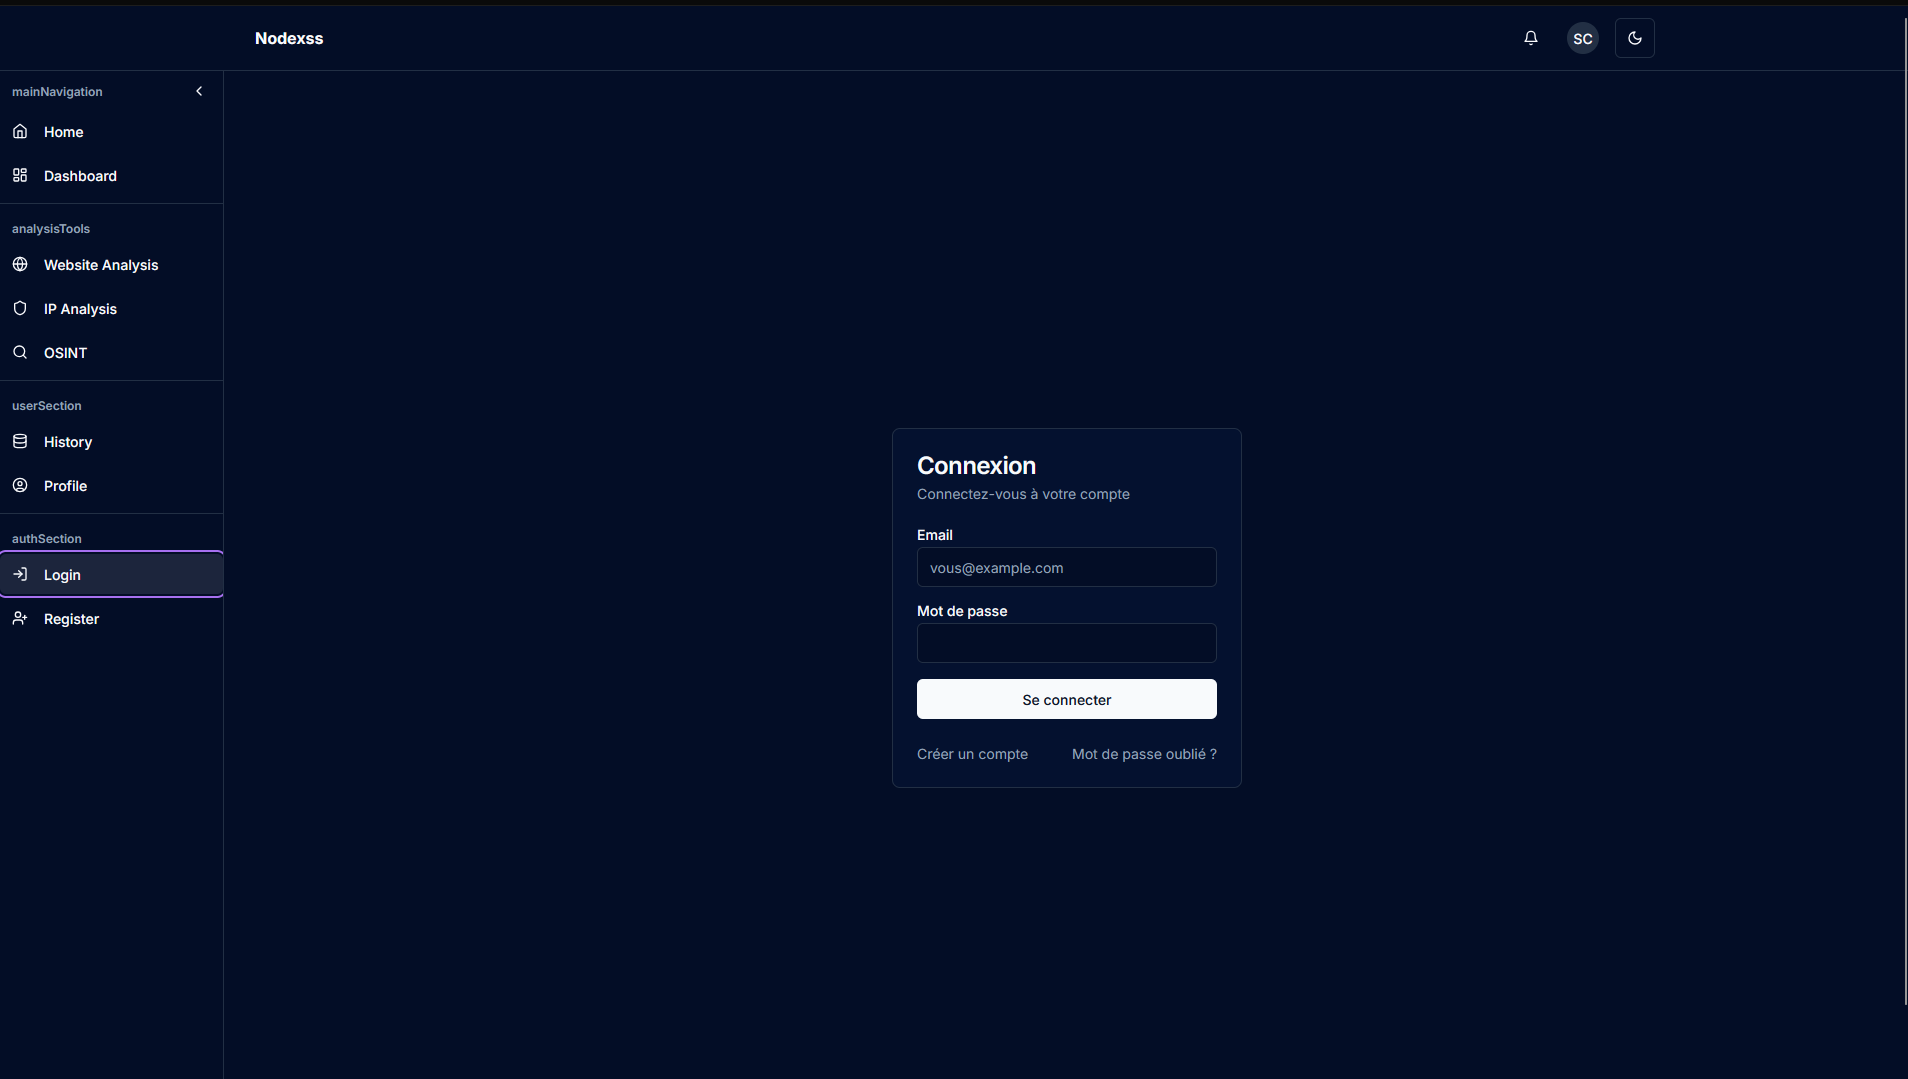 Nodexss
SC
mainNavigation
Home
Dashboard
analysisTools
Website Analysis
IP Analysis
OSINT
userSection
History
Profile
authSection
Login
Register
Connexion
Connectez-vous à votre compte
Email
vous@example.com
Mot de passe
Se connecter
Créer un compte
Mot de passe oublié ?